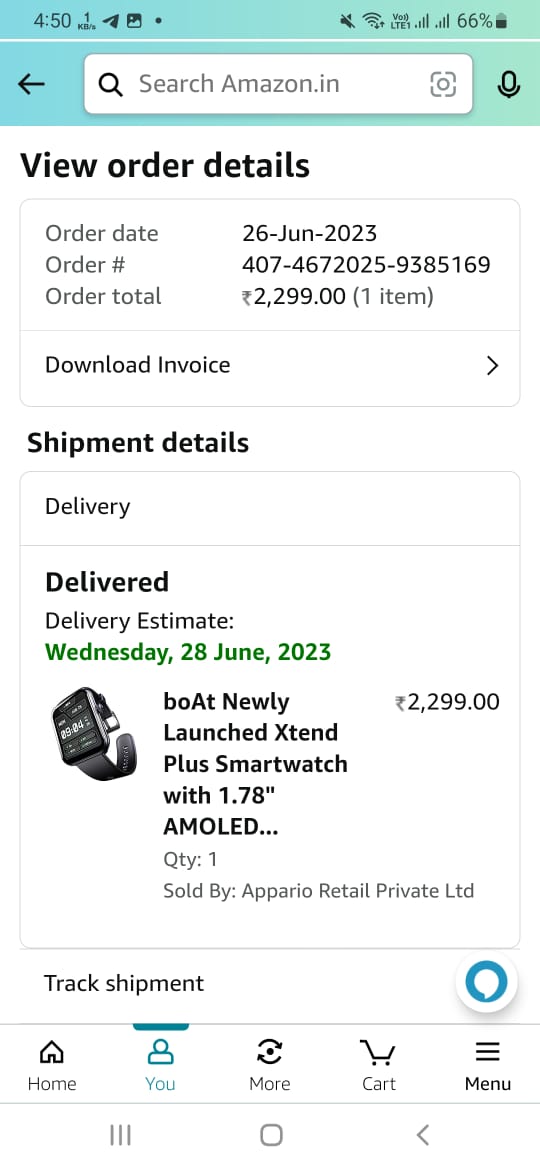 4:50 1 KB/s Vo)) LTE1 66%
Search Amazon.in
View order details
Order date 26-Jun-2023
Order # 407-4672025-9385169
Order total ₹2,299.00 (1 item)
Download Invoice
Shipment details
Delivery
Delivered
Delivery Estimate:
Wednesday, 28 June, 2023
boAt Newly ₹2,299.00
Launched Xtend
Plus Smartwatch
with 1.78"
AMOLED...
09:04
Qty: 1
Sold By: Appario Retail Private Ltd
Track shipment
Home You More Cart Menu